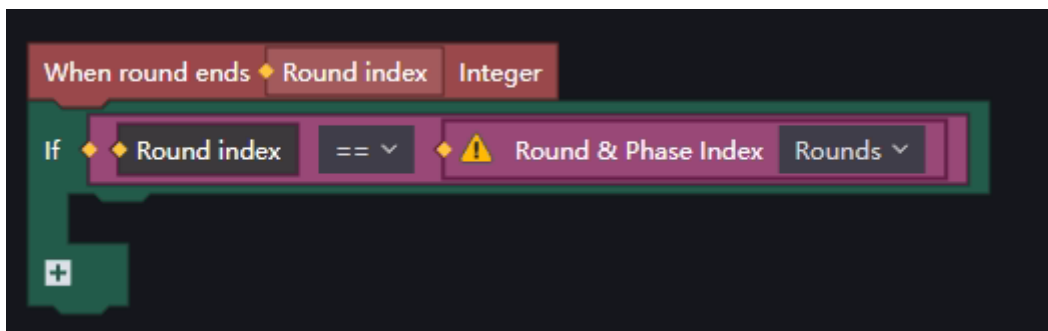 When round ends Round index Integer
If Round index == Round & Phase Index Rounds